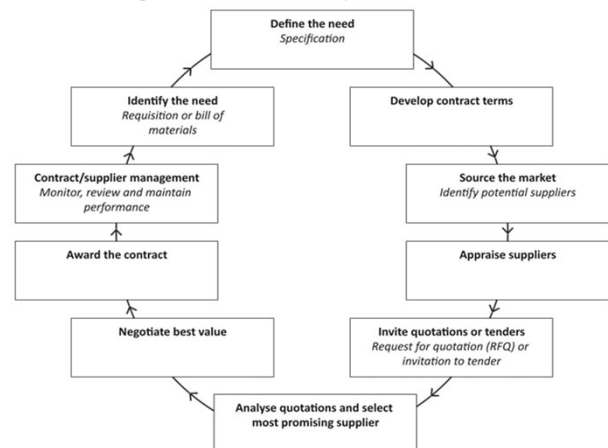 Define the need
Specification
Develop contract terms
Source the market
Identify potential suppliers
Appraise suppliers
Invite quotations or tenders
Request for quotation (RFQ) or
invitation to tender
Analyse quotations and select
most promising supplier
Negotiate best value
Award the contract
Contract/supplier management
Monitor, review and maintain
performance
Identify the need
Requisition or bill of
materials